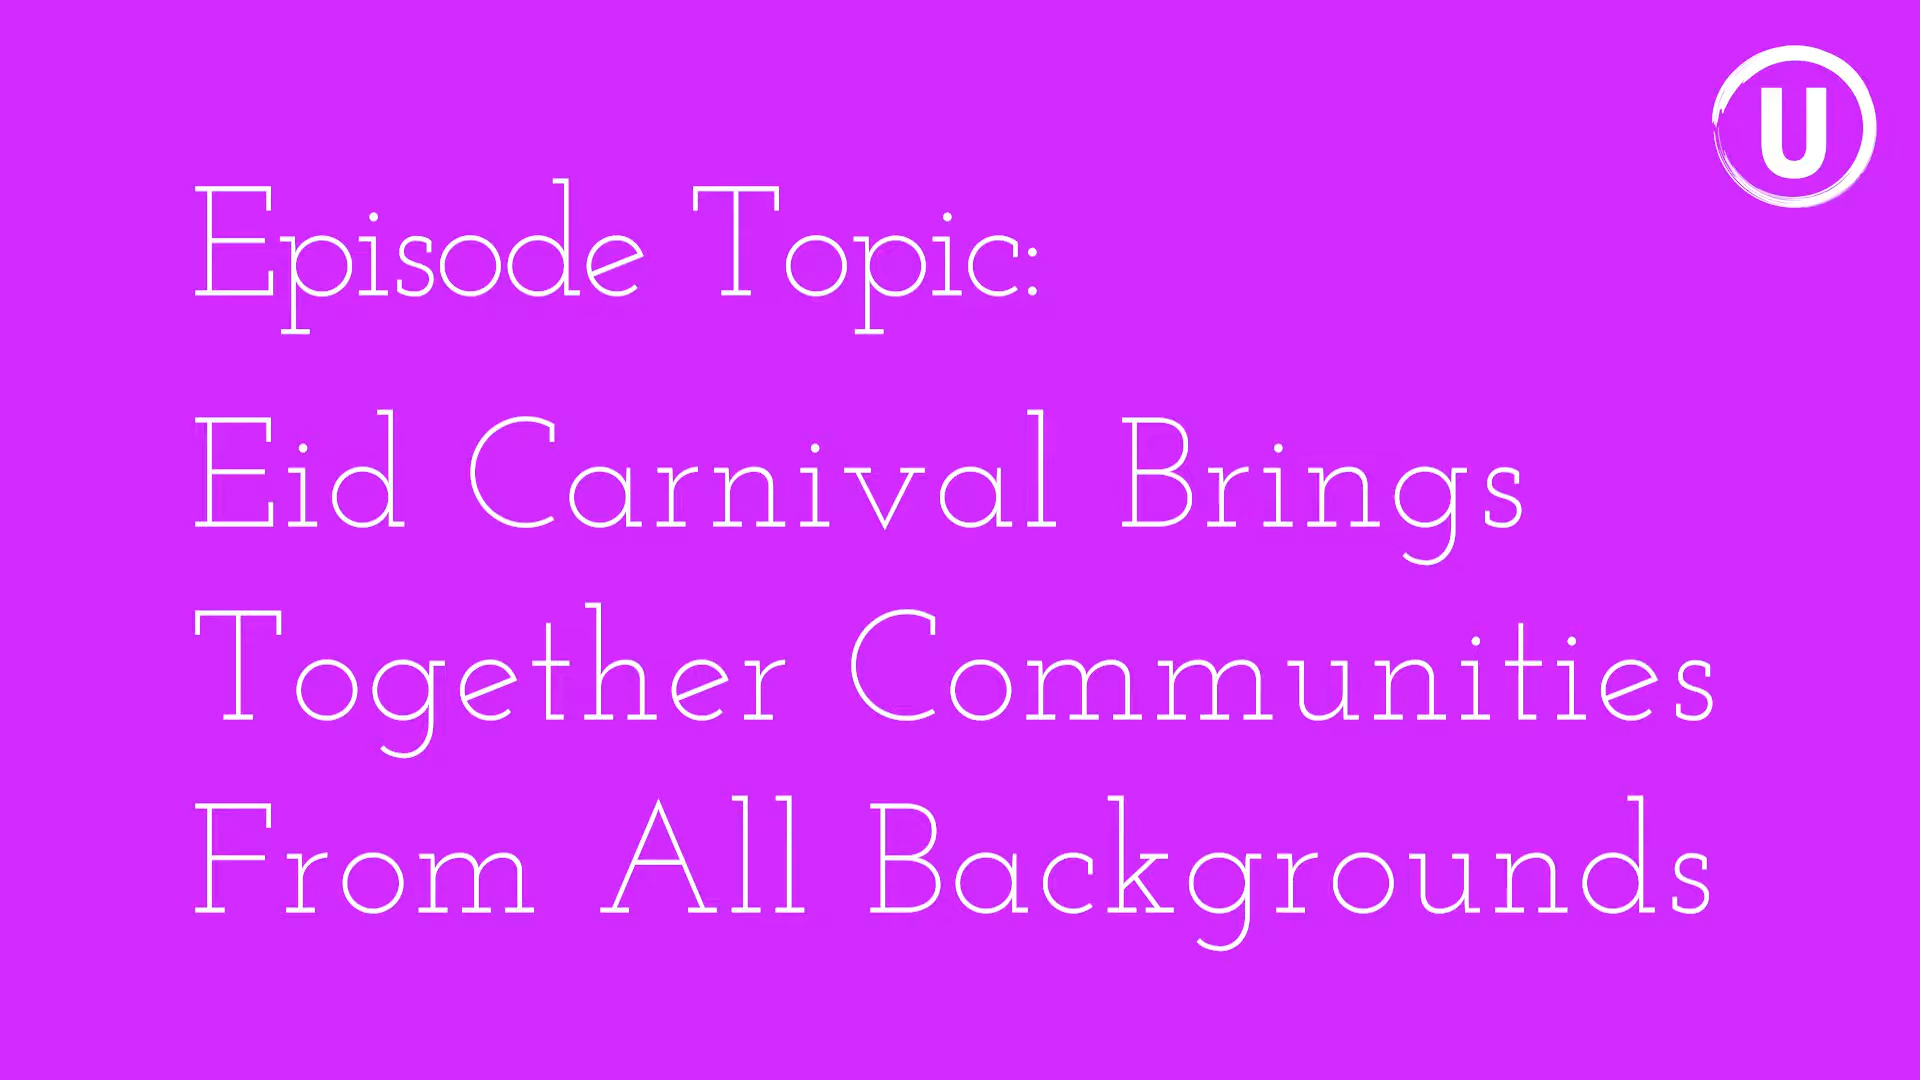 U
Episode Topic:
Eid Carnival Brings
Together Communities
From All Backgrounds